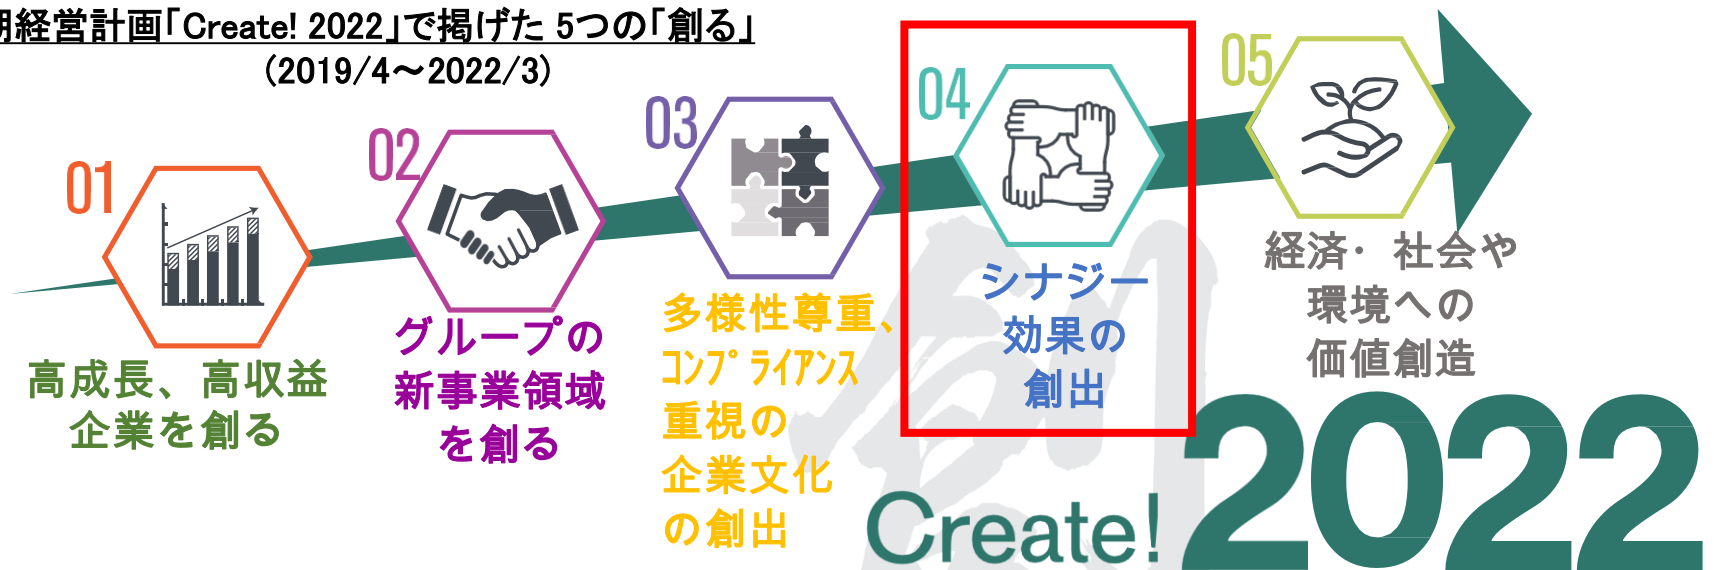 期経営計画「Create! 2022」で掲げた 5つの「創る」
(2019/4～2022/3)
01
高成長、高収益
企業を創る
02
グループの
新事業領域
を創る
03
多様性尊重、
ｺﾝﾌﾟﾗｲｱﾝｽ
重視の
企業文化
の創出
04
シナジー
効果の
創出
05
経済・社会や
環境への
価値創造
創
Create! 2022